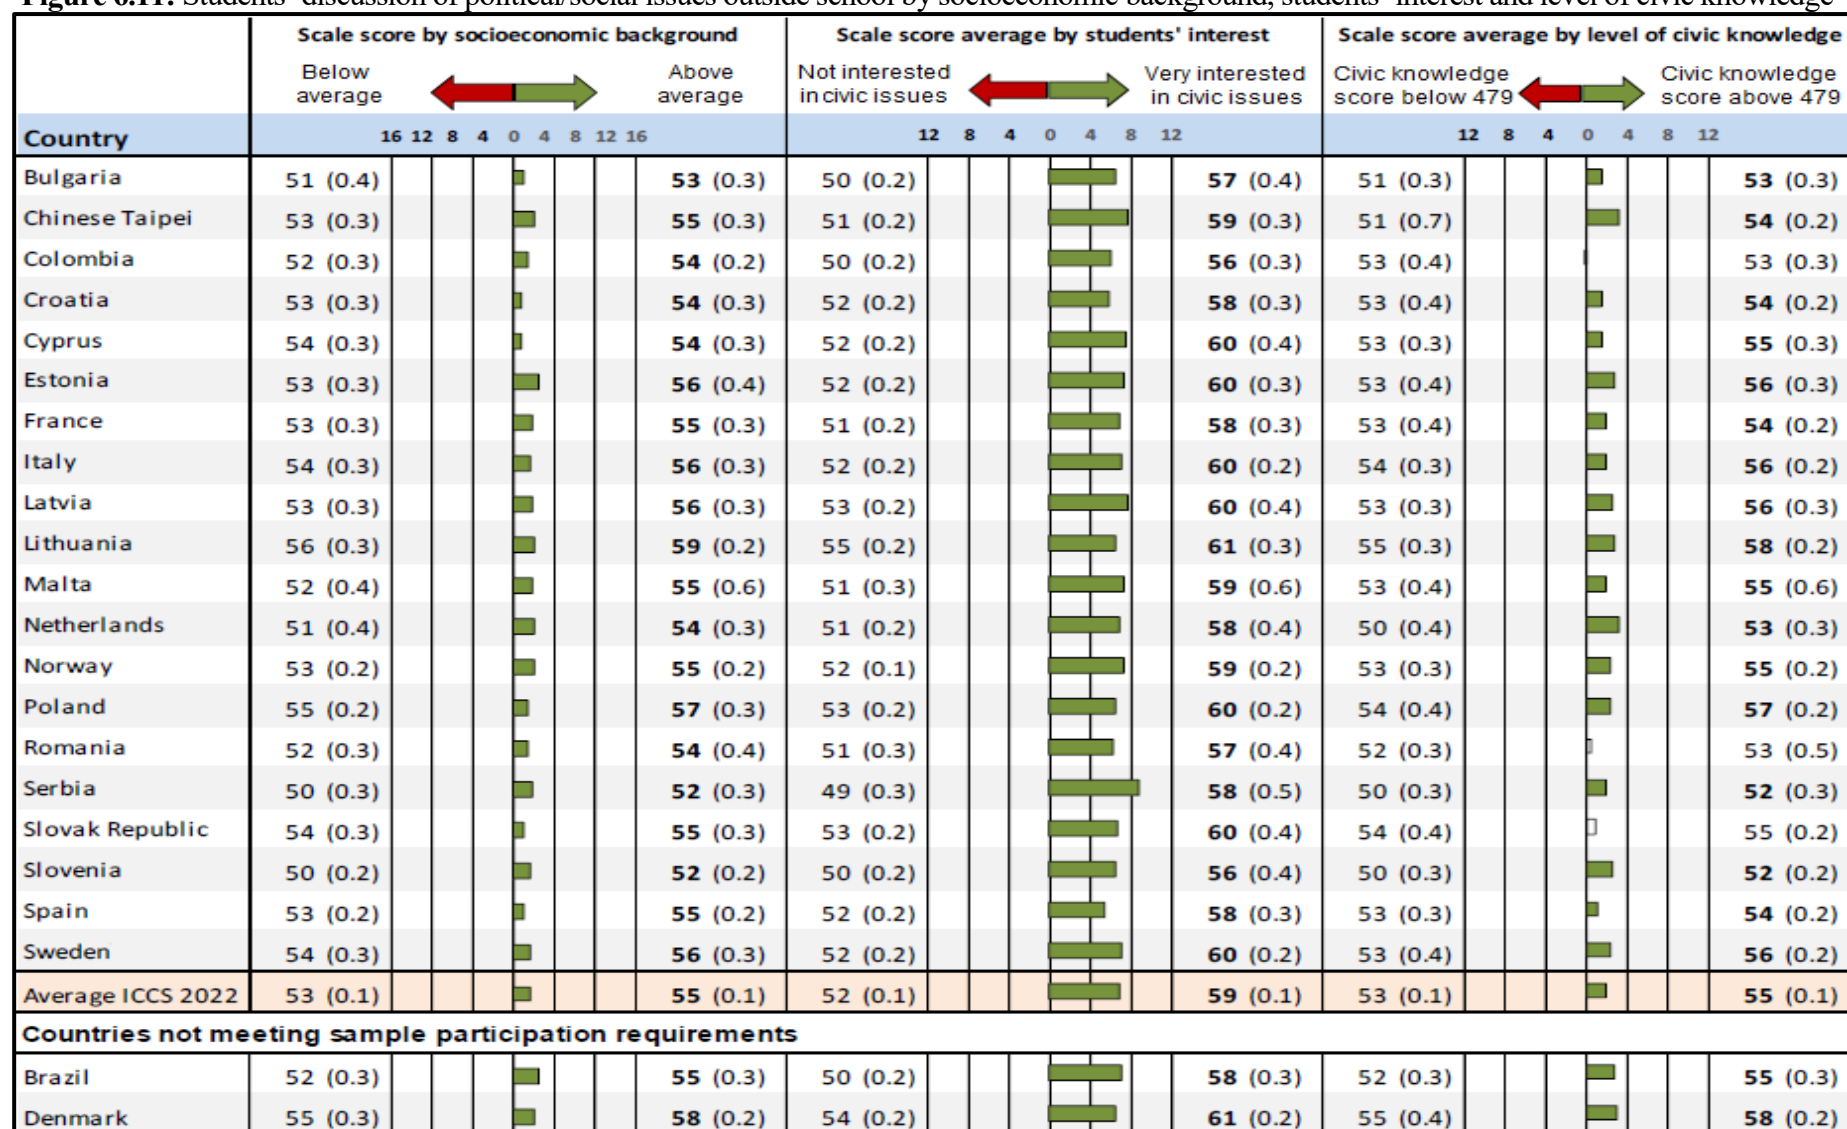 Figure 6.11: Students' discussion of political/social issues outside school by socioeconomic background, students' interest and level of civic knowledge
Scale score by socioeconomic background Scale score average by students' interest Scale score average by level of civic knowledge
Below average Above average Not interested in civic issues Very interested in civic issues Civic knowledge score below 479 Civic knowledge score above 479
Country 16 12 8 4 0 4 8 12 16 12 8 4 0 4 8 12 12 8 4 0 4 8 12
Bulgaria 51 (0.4) 53 (0.3) 50 (0.2) 57 (0.4) 51 (0.3) 53 (0.3)
Chinese Taipei 53 (0.3) 55 (0.3) 51 (0.2) 59 (0.3) 51 (0.7) 54 (0.2)
Colombia 52 (0.3) 54 (0.2) 50 (0.2) 56 (0.3) 53 (0.4) 53 (0.3)
Croatia 53 (0.3) 54 (0.3) 52 (0.2) 58 (0.3) 53 (0.4) 54 (0.2)
Cyprus 54 (0.3) 54 (0.3) 52 (0.2) 60 (0.4) 53 (0.3) 55 (0.3)
Estonia 53 (0.3) 56 (0.4) 52 (0.2) 60 (0.3) 53 (0.4) 56 (0.3)
France 53 (0.3) 55 (0.3) 51 (0.2) 58 (0.3) 53 (0.4) 54 (0.2)
Italy 54 (0.3) 56 (0.3) 52 (0.2) 60 (0.2) 54 (0.3) 56 (0.2)
Latvia 53 (0.3) 56 (0.3) 53 (0.2) 60 (0.4) 53 (0.3) 56 (0.3)
Lithuania 56 (0.3) 59 (0.2) 55 (0.2) 61 (0.3) 55 (0.3) 58 (0.2)
Malta 52 (0.4) 55 (0.6) 51 (0.3) 59 (0.6) 53 (0.4) 55 (0.6)
Netherlands 51 (0.4) 54 (0.3) 51 (0.2) 58 (0.4) 50 (0.4) 53 (0.3)
Norway 53 (0.2) 55 (0.2) 52 (0.1) 59 (0.2) 53 (0.3) 55 (0.2)
Poland 55 (0.2) 57 (0.3) 53 (0.2) 60 (0.2) 54 (0.4) 57 (0.2)
Romania 52 (0.3) 54 (0.4) 51 (0.3) 57 (0.4) 52 (0.3) 53 (0.5)
Serbia 50 (0.3) 52 (0.3) 49 (0.3) 58 (0.5) 50 (0.3) 52 (0.3)
Slovak Republic 54 (0.3) 55 (0.3) 53 (0.2) 60 (0.4) 54 (0.4) 55 (0.2)
Slovenia 50 (0.2) 52 (0.2) 50 (0.2) 56 (0.4) 50 (0.3) 52 (0.2)
Spain 53 (0.2) 55 (0.2) 52 (0.2) 58 (0.3) 53 (0.3) 54 (0.2)
Sweden 54 (0.3) 56 (0.3) 52 (0.2) 60 (0.2) 53 (0.4) 56 (0.2)
Average ICCS 2022 53 (0.1) 55 (0.1) 52 (0.1) 59 (0.1) 53 (0.1) 55 (0.1)
Countries not meeting sample participation requirements
Brazil 52 (0.3) 55 (0.3) 50 (0.2) 58 (0.3) 52 (0.3) 55 (0.3)
Denmark 55 (0.3) 58 (0.2) 54 (0.2) 61 (0.2) 55 (0.4) 58 (0.2)